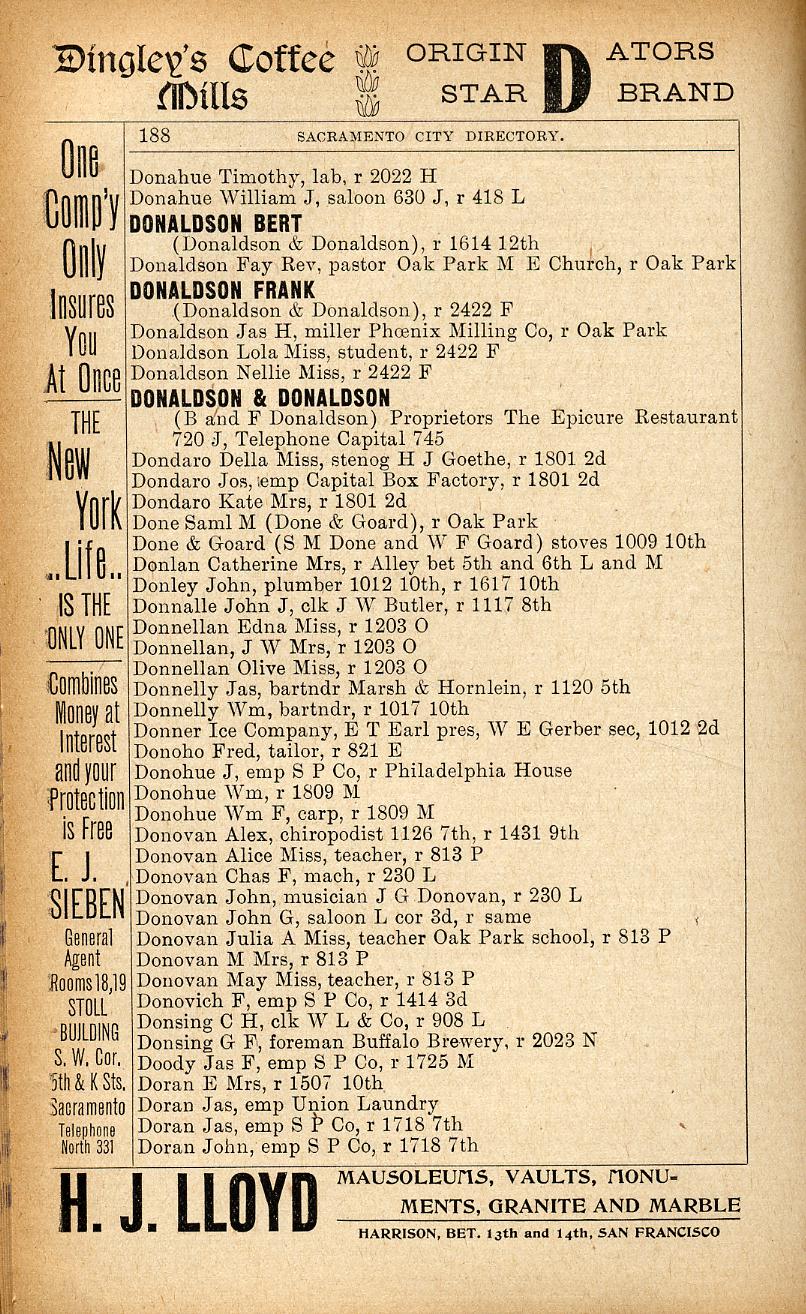 Dingley's Coffee Mills
ORIGIN D ATORS
STAR BRAND
One
Comp'y
Only
Insures
You
At Once
THE
New
York
..Life..
IS THE
ONLY ONE
Combines
Money at
Interest
and your
Protection
is Free
E. J.
SIEBEN
General
Agent
Rooms 18, 19
STOLL
BUILDING
S. W. Cor.
5th & K Sts.
Sacramento
Telephone
North 331
188 SACRAMENTO CITY DIRECTORY.
Donahue Timothy, lab, r 2022 H
Donahue William J, saloon 630 J, r 418 L
DONALDSON BERT
(Donaldson & Donaldson), r 1614 12th
Donaldson Fay Rev, pastor Oak Park M E Church, r Oak Park
DONALDSON FRANK
(Donaldson & Donaldson), r 2422 F
Donaldson Jas H, miller Phœnix Milling Co, r Oak Park
Donaldson Lola Miss, student, r 2422 F
Donaldson Nellie Miss, r 2422 F
DONALDSON & DONALDSON
(B and F Donaldson) Proprietors The Epicure Restaurant
720 J, Telephone Capital 745
Dondaro Della Miss, stenog H J Goethe, r 1801 2d
Dondaro Jos, emp Capital Box Factory, r 1801 2d
Dondaro Kate Mrs, r 1801 2d
Done Saml M (Done & Goard), r Oak Park
Done & Goard (S M Done and W F Goard) stoves 1009 10th
Donlan Catherine Mrs, r Alley bet 5th and 6th L and M
Donley John, plumber 1012 10th, r 1617 10th
Donnalle John J, clk J W Butler, r 1117 8th
Donnellan Edna Miss, r 1203 O
Donnellan, J W Mrs, r 1203 O
Donnellan Olive Miss, r 1203 O
Donnelly Jas, bartndr Marsh & Hornlein, r 1120 5th
Donnelly Wm, bartndr, r 1017 10th
Donner Ice Company, E T Earl pres, W E Gerber sec, 1012 2d
Donoho Fred, tailor, r 821 E
Donohue J, emp S P Co, r Philadelphia House
Donohue Wm, r 1809 M
Donohue Wm F, carp, r 1809 M
Donovan Alex, chiropodist 1126 7th, r 1431 9th
Donovan Alice Miss, teacher, r 813 P
Donovan Chas F, mach, r 230 L
Donovan John, musician J G Donovan, r 230 L
Donovan John G, saloon L cor 3d, r same
Donovan Julia A Miss, teacher Oak Park school, r 813 P
Donovan M Mrs, r 813 P
Donovan May Miss, teacher, r 813 P
Donovich F, emp S P Co, r 1414 3d
Donsing C H, clk W L & Co, r 908 L
Donsing G F, foreman Buffalo Brewery, r 2023 N
Doody Jas F, emp S P Co, r 1725 M
Doran E Mrs, r 1507 10th
Doran Jas, emp Union Laundry
Doran Jas, emp S P Co, r 1718 7th
Doran John, emp S P Co, r 1718 7th
H. J. LLOYD
MAUSOLEUMS, VAULTS, MONU-
MENTS, GRANITE AND MARBLE
HARRISON, BET. 13th and 14th, SAN FRANCISCO